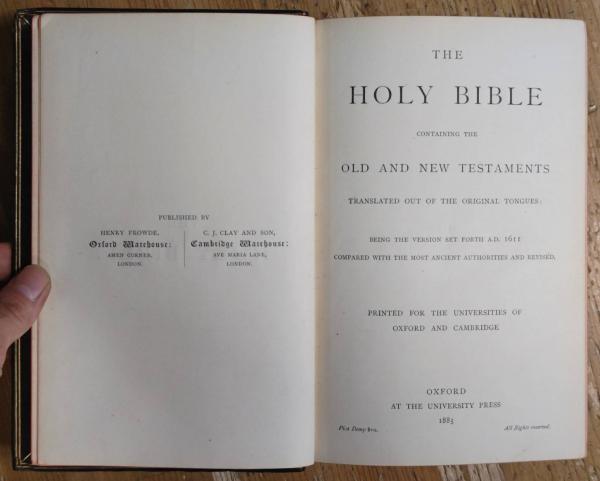 PUBLISHED BY
HENRY FROWDE,
Oxford Warehouse:
AMEN CORNER,
LONDON.
C. J. CLAY AND SON,
Cambridge Warehouse:
AVE MARIA LANE,
LONDON.
THE
HOLY BIBLE
CONTAINING THE
OLD AND NEW TESTAMENTS
TRANSLATED OUT OF THE ORIGINAL TONGUES:
BEING THE VERSION SET FORTH A.D. 1611
COMPARED WITH THE MOST ANCIENT AUTHORITIES AND REVISED.
PRINTED FOR THE UNIVERSITIES OF
OXFORD AND CAMBRIDGE
OXFORD
AT THE UNIVERSITY PRESS
1885
Pica Demy 8vo.
All Rights reserved.